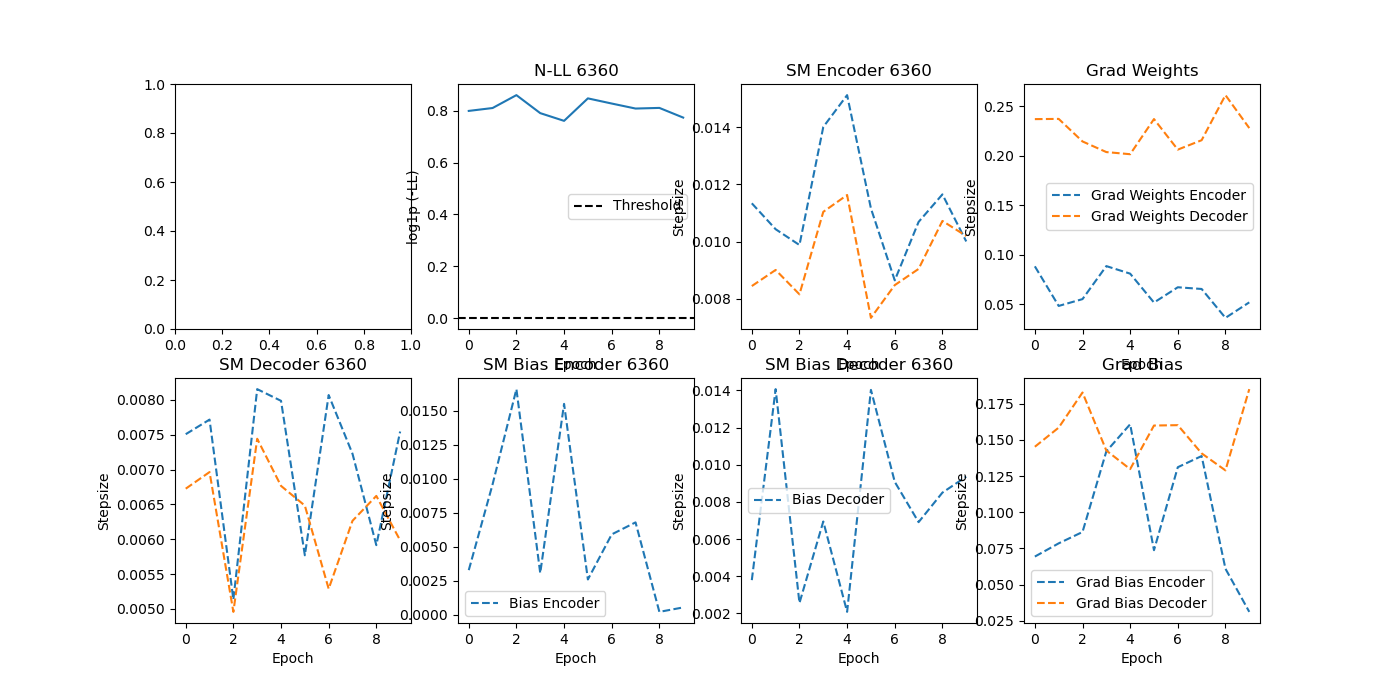 N-LL 6360
SM Encoder 6360
Grad Weights
1.0
0.8
0.6
0.4
0.2
0.0
0.0 0.2 0.4 0.6 0.8 1.0
log1p (-LL)
0.8
0.6
0.4
0.2
0.0
Threshold
0 2 4 6 8
Epoch
Stepsize
0.014
0.012
0.010
0.008
0 2 4 6 8
Epoch
Stepsize
0.25
0.20
0.15
0.10
0.05
Grad Weights Encoder
Grad Weights Decoder
0 2 4 6 8
Epoch
SM Decoder 6360
SM Bias Encoder 6360
SM Bias Decoder 6360
Grad Bias
Stepsize
0.0080
0.0075
0.0070
0.0065
0.0060
0.0055
0.0050
0 2 4 6 8
Epoch
Stepsize
0.0150
0.0125
0.0100
0.0075
0.0050
0.0025
0.0000
Bias Encoder
0 2 4 6 8
Epoch
Stepsize
0.014
0.012
0.010
0.008
0.006
0.004
0.002
Bias Decoder
0 2 4 6 8
Epoch
Stepsize
0.175
0.150
0.125
0.100
0.075
0.050
0.025
Grad Bias Encoder
Grad Bias Decoder
0 2 4 6 8
Epoch